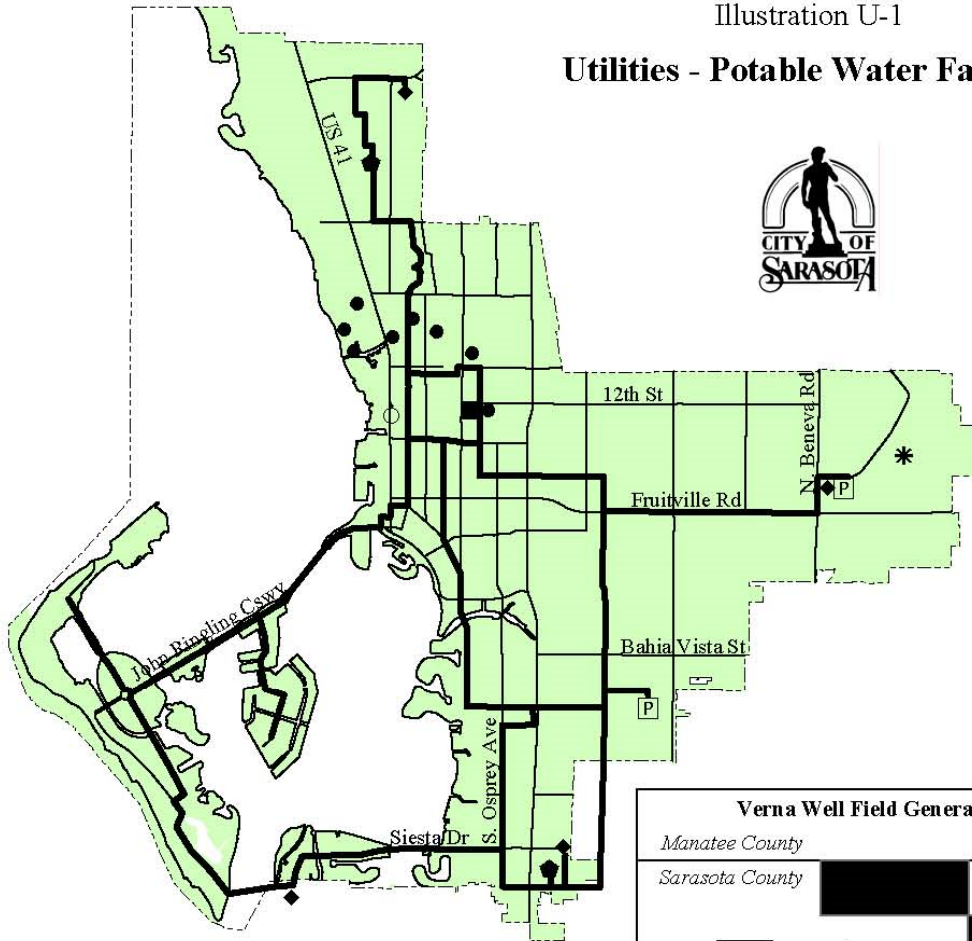 Illustration U-1
Utilities - Potable Water Fa
US 41
CITY OF
SARASOTA
12th St
N. Beneva Rd
P
Fruitville Rd
John Ringling Cswy
Bahia Vista St
P
S. Osprey Ave
Siesta Dr
Verna Well Field Genera
Manatee County
Sarasota County